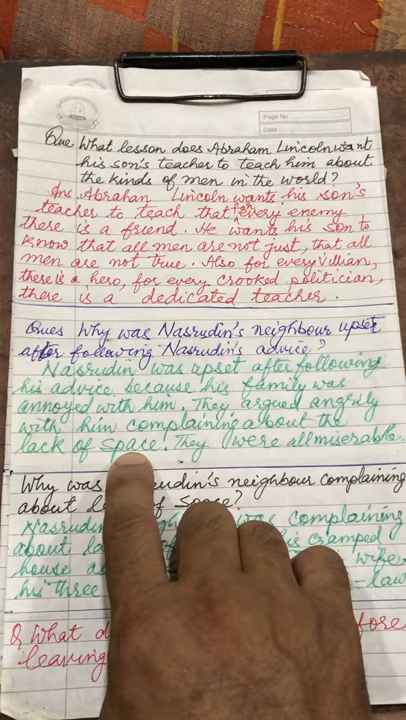 Page No
Date
Que What lesson does Abraham Lincoln want
his son's teacher to teach him about
the kinds of men in the world?
Ans Abrahan Lincoln wants his son's
teacher to teach that for every enemy
there is a friend. He wants his son to
know that all men are not just, that all
men are not true. Also for every villian,
there is a hero, for every crooked politician,
there is a dedicated teacher.
Ques Why was Nasrudin's neighbour upset
after following Nasrudin's advise?
Nasrudin was upset after following
his advice because his family was
annoyed with him. They argued angerly
with him complaining about the
lack of space. They were all miserable.
Why was udin's neighbour complaining
about of space?
Nasrudin was complaining
about cramped
house wife
his three law
Q What fore
leaving